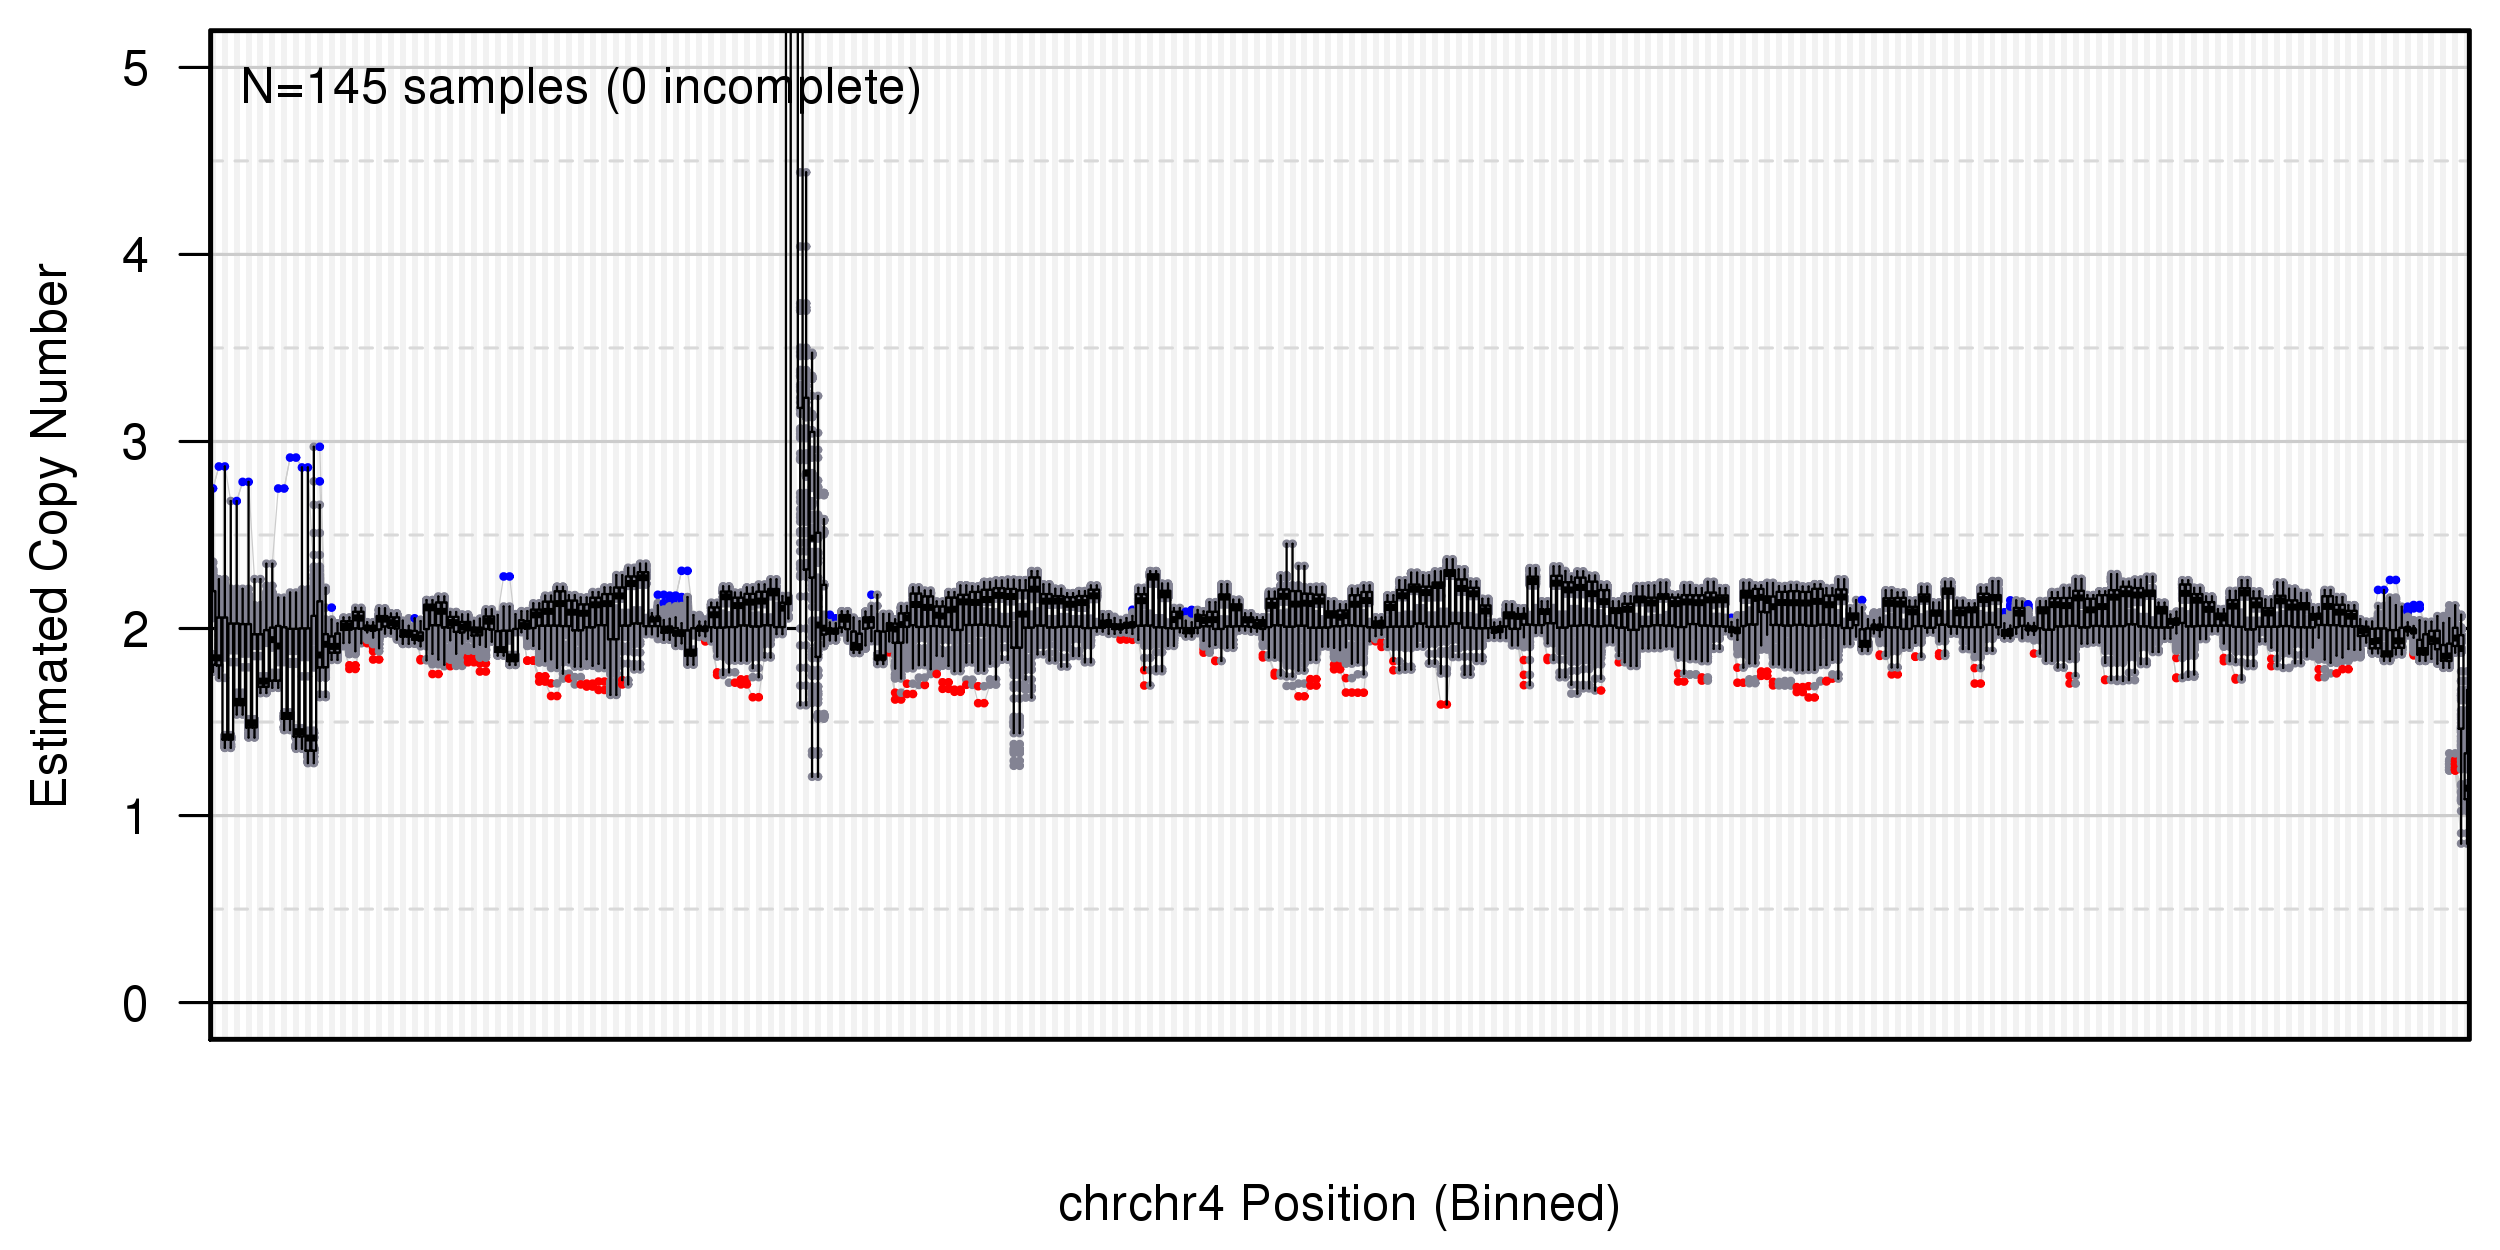 N=145 samples (0 incomplete)
5
4
3
2
1
0
Estimated Copy Number
chrchr4 Position (Binned)